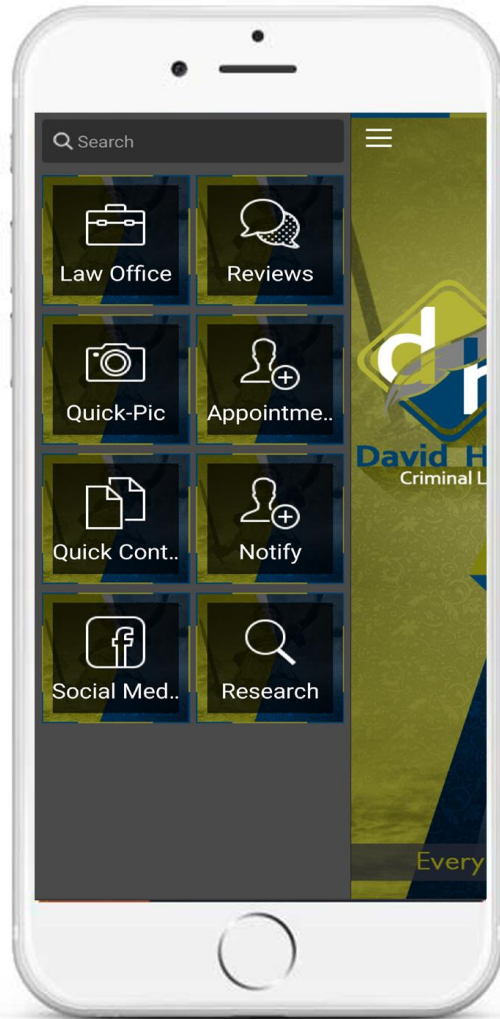 Search
Law Office
Reviews
Quick-Pic
Appointme..
Quick Cont..
Notify
Social Med..
Research
d
David H
Criminal L
Every